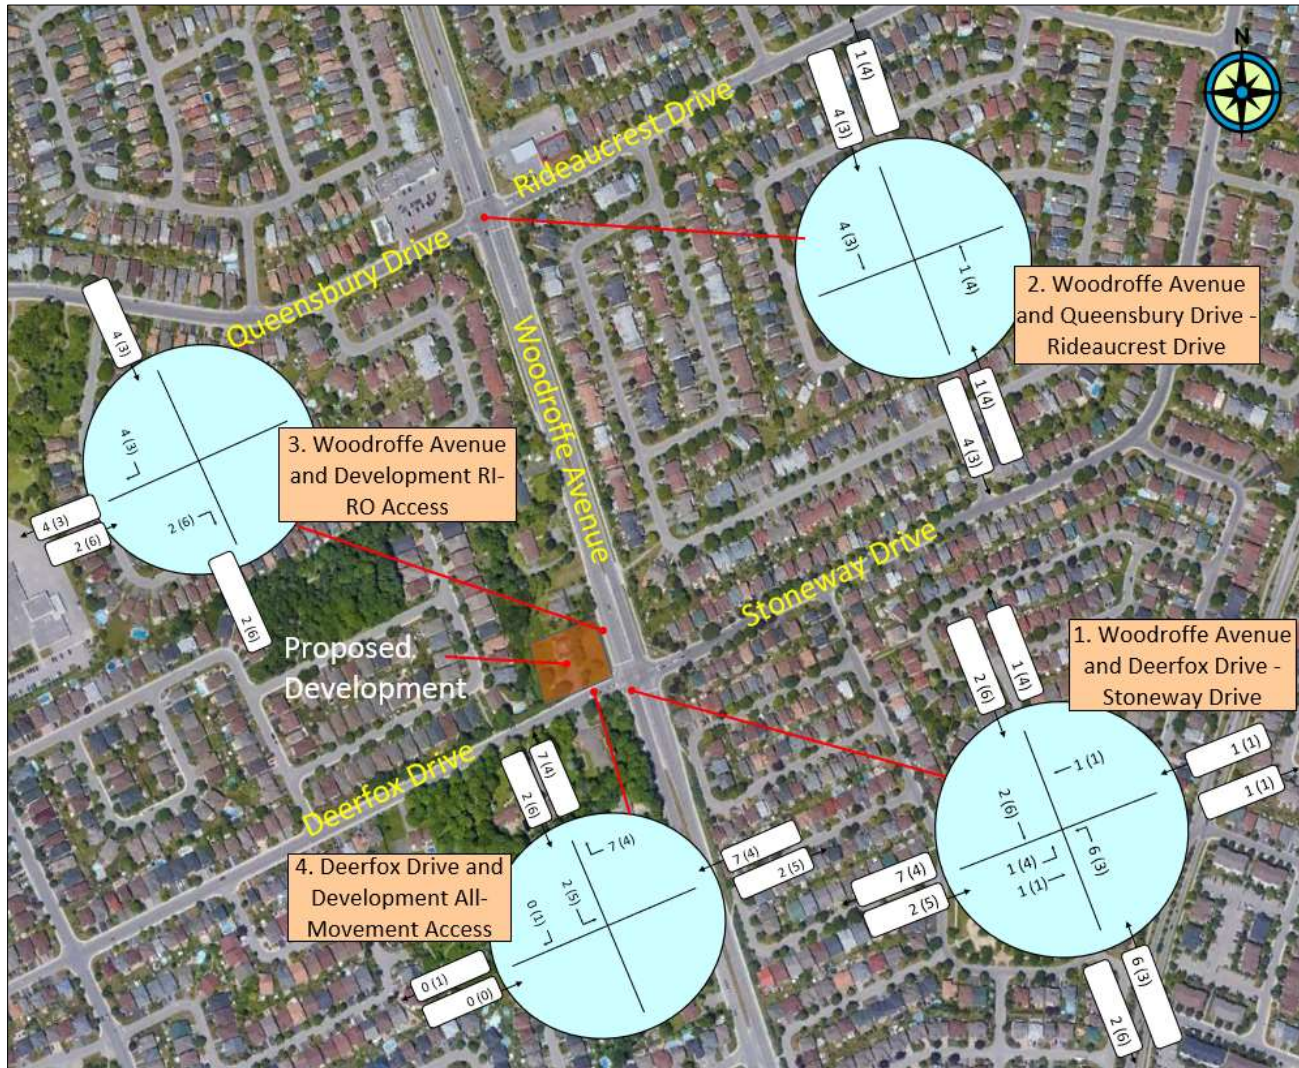 N
Rideaucrest Drive
1 (4)
4 (3)
4 (3)
1 (4)
2. Woodroffe Avenue
and Queensbury Drive -
Rideaucrest Drive
1 (4)
4 (3)
Queensbury Drive
Woodroffe Avenue
4 (3)
4 (3)
2 (6)
4 (3)
2 (6)
2 (6)
3. Woodroffe Avenue
and Development RI-
RO Access
Stoneway Drive
Proposed
Development
1. Woodroffe Avenue
and Deerfox Drive -
Stoneway Drive
1 (4)
2 (6)
1 (1)
1 (1)
1 (1)
2 (6)
6 (3)
1 (4)
1 (1)
7 (4)
2 (5)
6 (3)
2 (6)
Deerfox Drive
7 (4)
2 (6)
7 (4)
7 (4)
2 (5)
2 (5)
0 (1)
0 (1)
0 (0)
4. Deerfox Drive and
Development All-
Movement Access